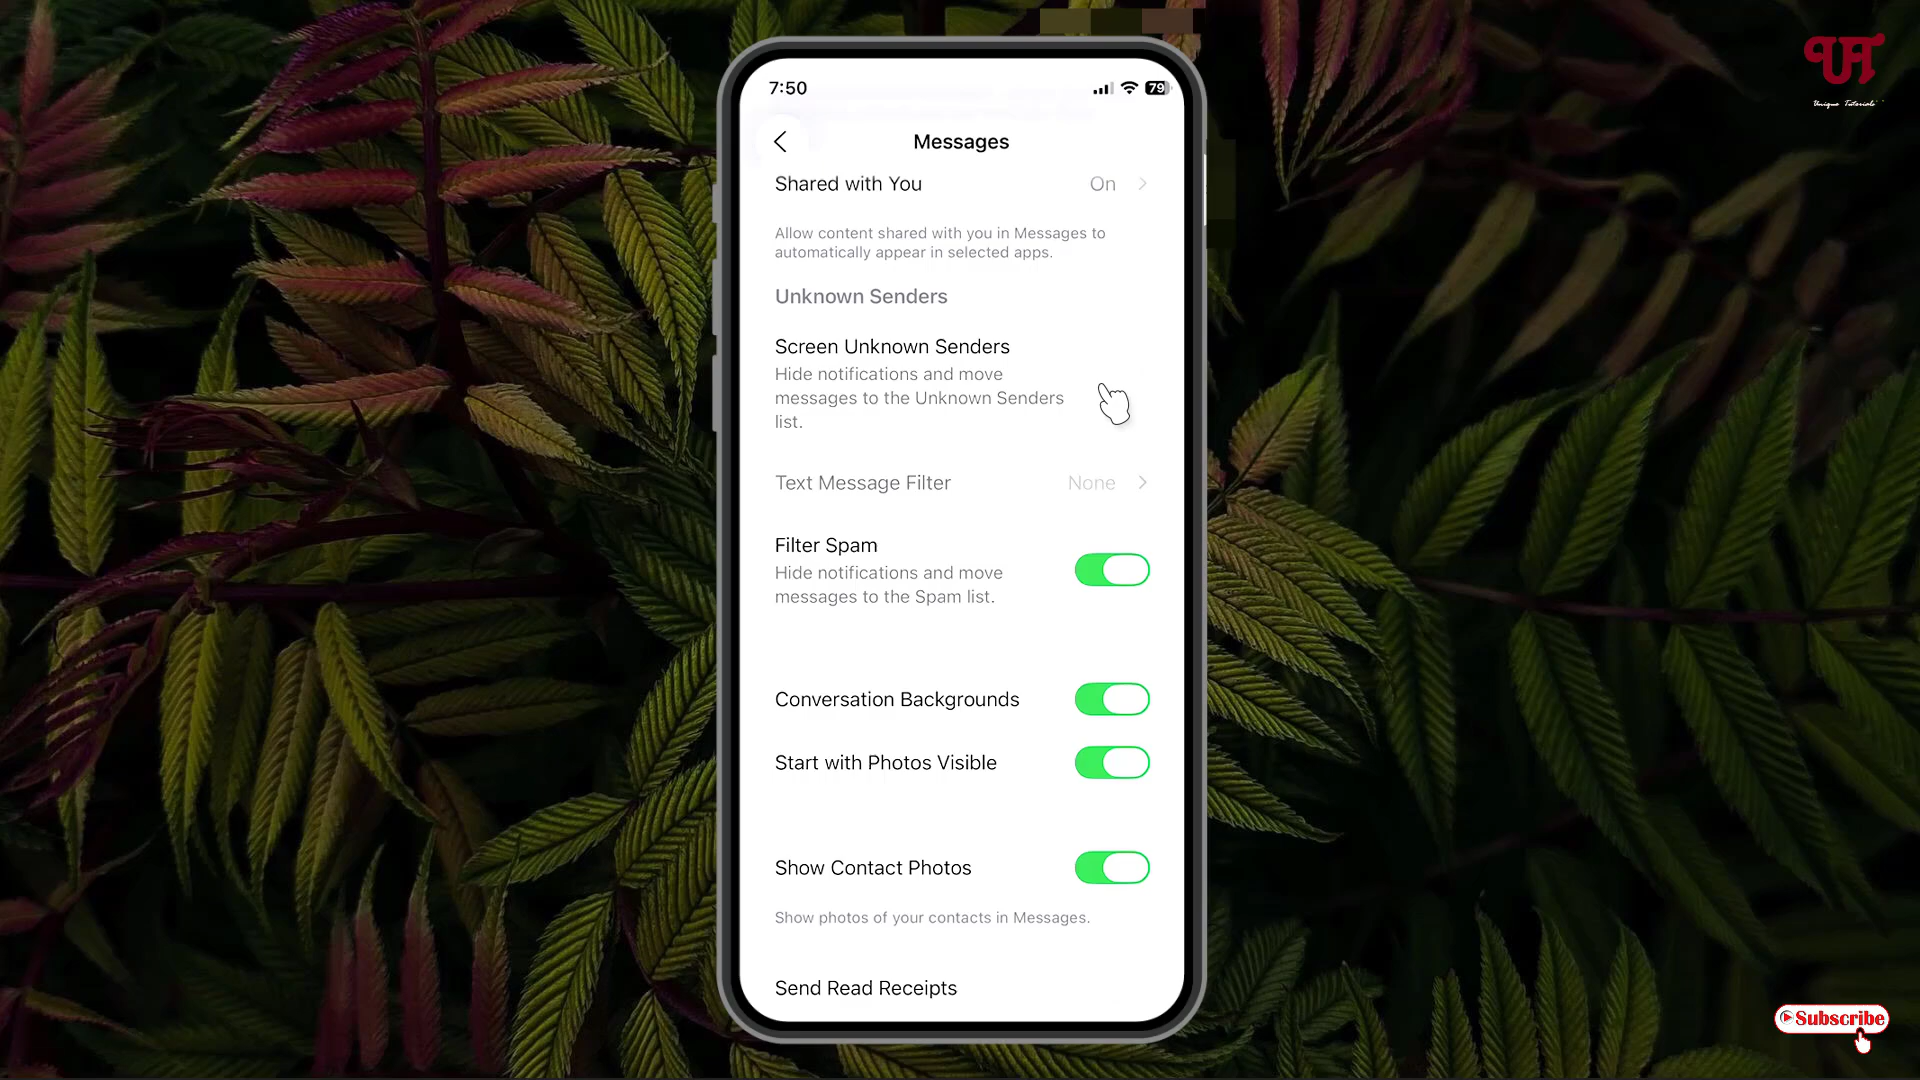 7:50
79
Messages
Shared with You
On
Allow content shared with you in Messages to
automatically appear in selected apps.
Unknown Senders
Screen Unknown Senders
Hide notifications and move
messages to the Unknown Senders
list.
Text Message Filter
None
Filter Spam
Hide notifications and move
messages to the Spam list.
Conversation Backgrounds
Start with Photos Visible
Show Contact Photos
Show photos of your contacts in Messages.
Send Read Receipts
UT
Unique Tutorials
Subscribe